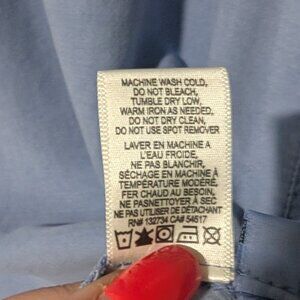 MACHINE WASH COLD,
DO NOT BLEACH,
TUMBLE DRY LOW,
WARM IRON AS NEEDED.
DO NOT DRY CLEAN,
DO NOT USE SPOT REMOVER
LAVER EN MACHINE A
L'EAU FROIDE,
NE PAS BLANCHIR,
SÉCHAGE EN MACHINE À
TEMPÉRATURE MODÉRÉ,
FER CHAUD AU BESOIN,
NE PASNETTOYER À SEC
NE PAS UTILISER DE DÉTACHANT
RN# 132734 CA# 54517